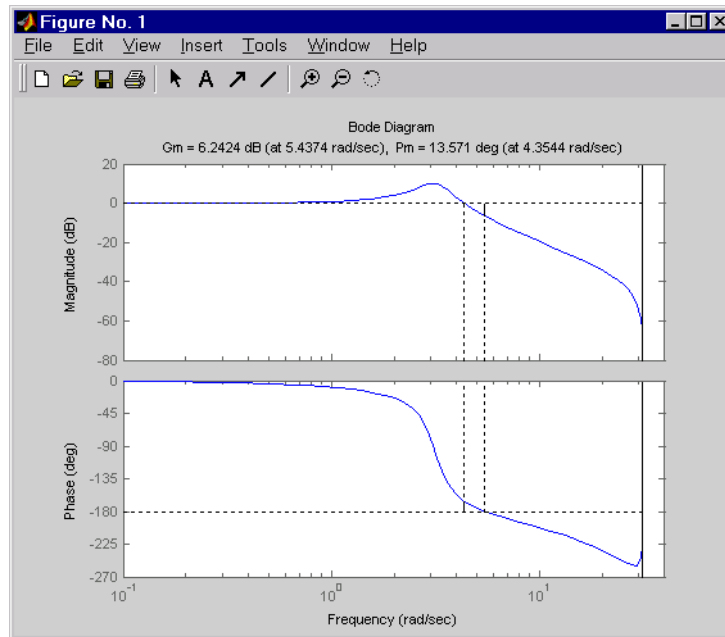 Figure No. 1
File Edit View Insert Tools Window Help
A
Bode Diagram
Gm = 6.2424 dB (at 5.4374 rad/sec), Pm = 13.571 deg (at 4.3544 rad/sec)
Magnitude (dB)
20
0
-20
-40
-60
-80
Phase (deg)
0
-45
-90
-135
-180
-225
-270
10^-1 10^0 10^1
Frequency (rad/sec)